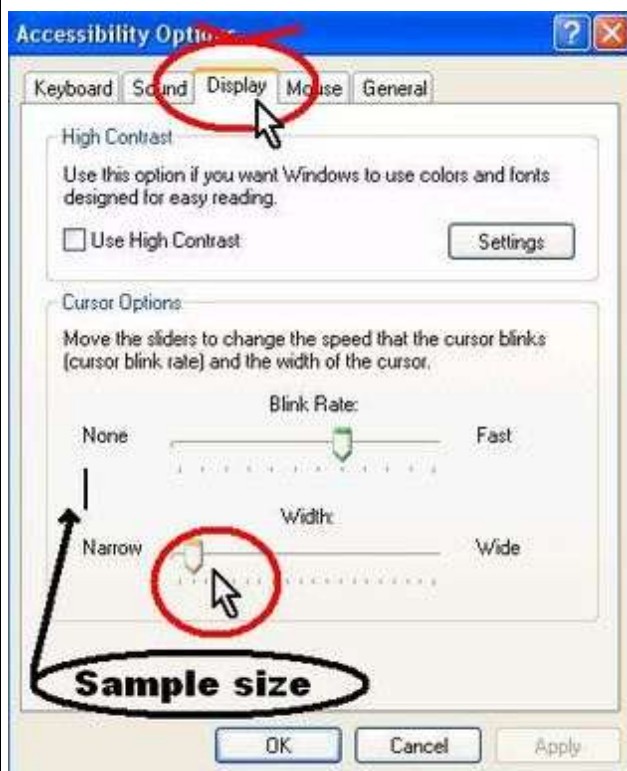 Accessibility Options
Keyboard Sound Display Mouse General
High Contrast
Use this option if you want Windows to use colors and fonts
designed for easy reading.
Use High Contrast Settings
Cursor Options
Move the sliders to change the speed that the cursor blinks
(cursor blink rate) and the width of the cursor.
Blink Rate:
None Fast
Width:
Narrow Wide
Sample size
OK Cancel Apply